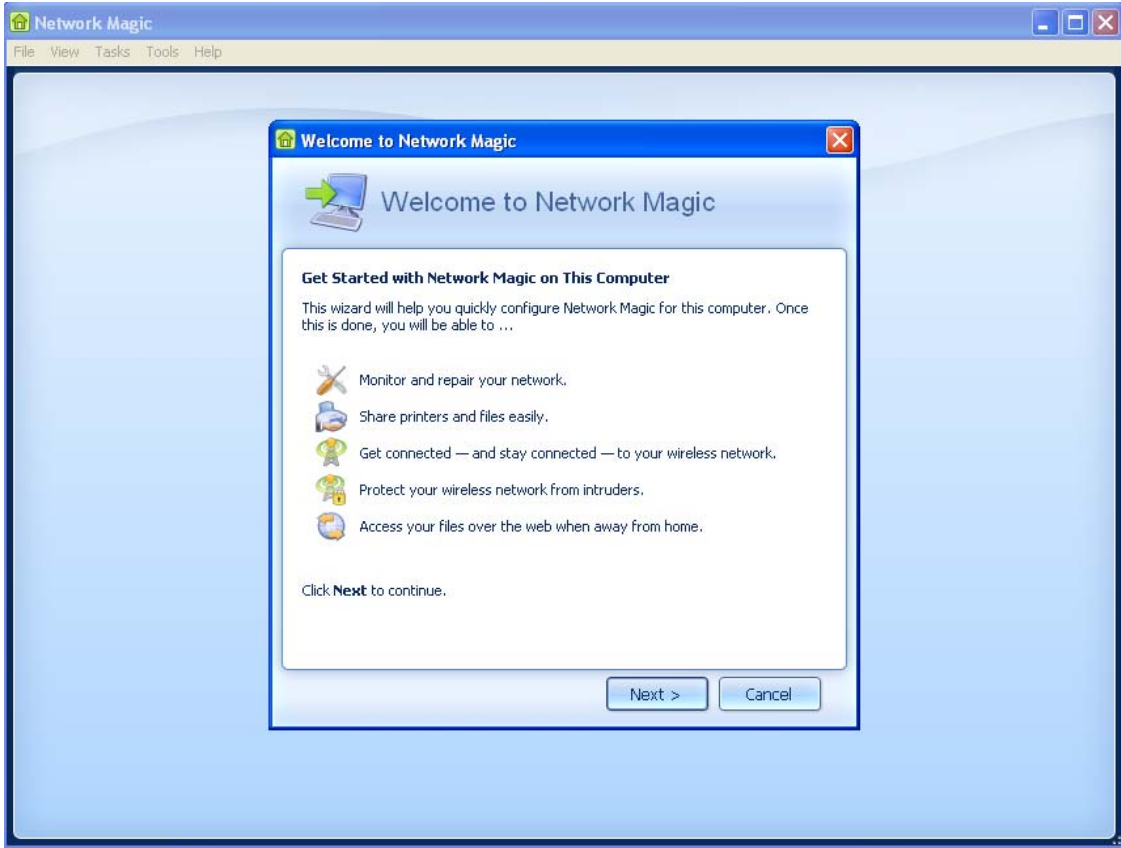 Network Magic
File View Tasks Tools Help
Welcome to Network Magic
Welcome to Network Magic
Get Started with Network Magic on This Computer
This wizard will help you quickly configure Network Magic for this computer. Once
this is done, you will be able to ...
Monitor and repair your network.
Share printers and files easily.
Get connected — and stay connected — to your wireless network.
Protect your wireless network from intruders.
Access your files over the web when away from home.
Click Next to continue.
Next > Cancel